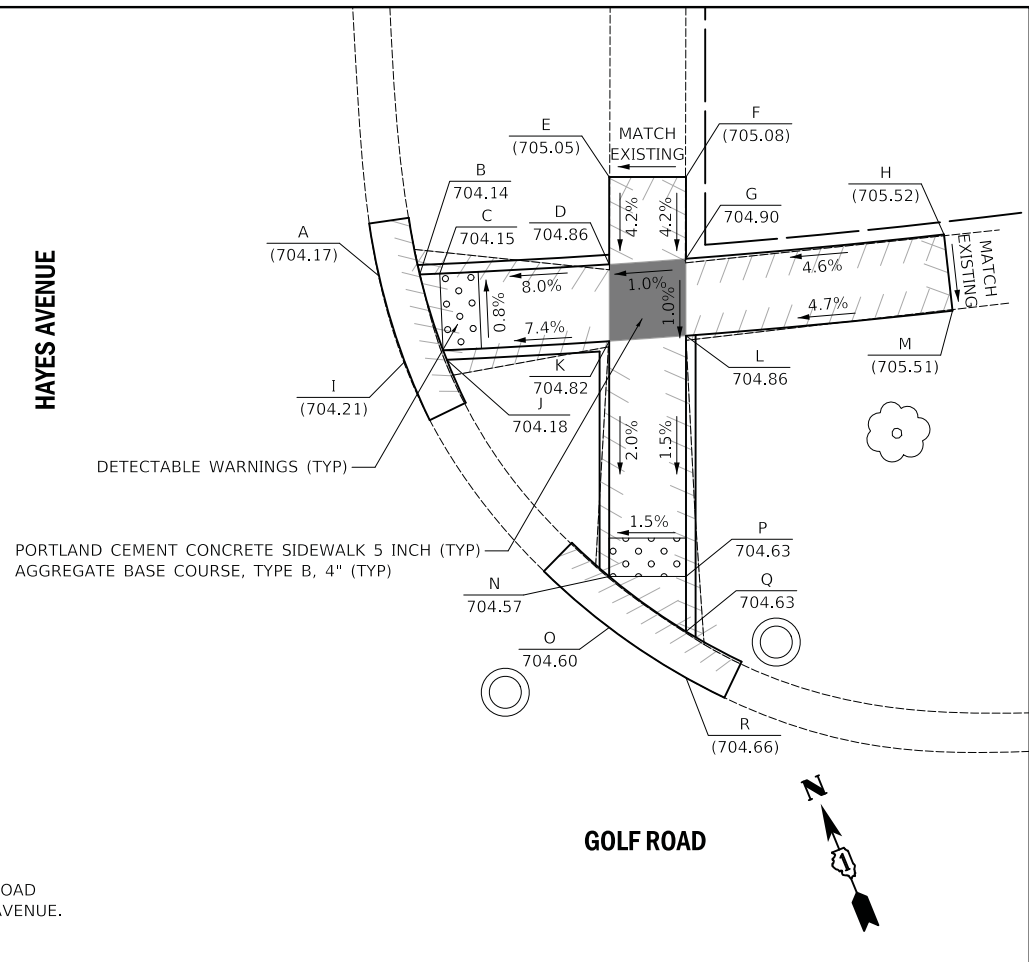 E
(705.05)
MATCH
EXISTING
F
(705.08)
B
704.14
C
704.15
D
704.86
4.2%
4.2%
G
704.90
H
(705.52)
A
(704.17)
HAYES AVENUE
8.0%
1.0%
1.0%
4.6%
MATCH
EXISTING
0.8%
7.4%
4.7%
I
(704.21)
K
704.82
J
704.18
L
704.86
M
(705.51)
DETECTABLE WARNINGS (TYP)
2.0%
1.5%
1.5%
PORTLAND CEMENT CONCRETE SIDEWALK 5 INCH (TYP)
AGGREGATE BASE COURSE, TYPE B, 4" (TYP)
P
704.63
N
704.57
Q
704.63
O
704.60
R
(704.66)
N
1
GOLF ROAD
OAD
AVENUE.